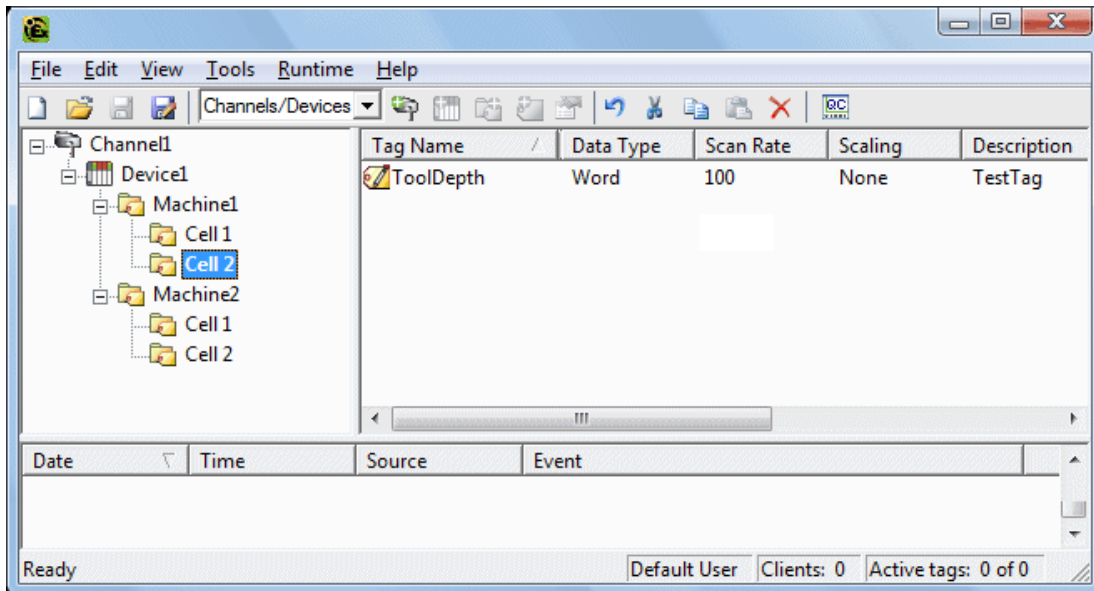 File Edit View Tools Runtime Help
Channels/Devices
Channel1
Device1
Machine1
Cell 1
Cell 2
Machine2
Cell 1
Cell 2
Tag Name Data Type Scan Rate Scaling Description
ToolDepth Word 100 None TestTag
Date Time Source Event
Ready Default User Clients: 0 Active tags: 0 of 0